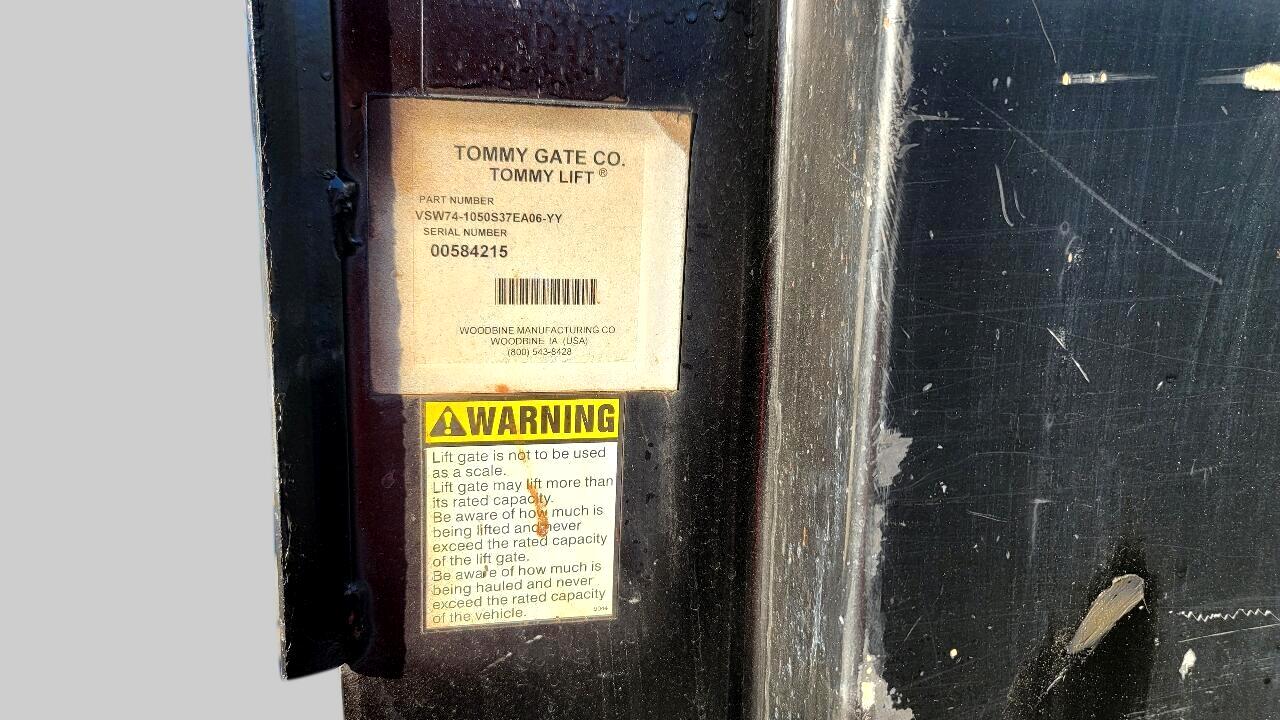 TOMMY GATE CO.
TOMMY LIFT ®
PART NUMBER
VSW74-1050S37EA06-YY
SERIAL NUMBER
00584215
WOODBINE MANUFACTURING CO
WOODBINE IA (USA)
(800) 543-8428
WARNING
Lift gate is not to be used
as a scale.
Lift gate may lift more than
its rated capacity.
Be aware of how much is
being lifted and never
exceed the rated capacity
of the lift gate.
Be aware of how much is
being hauled and never
exceed the rated capacity
of the vehicle.